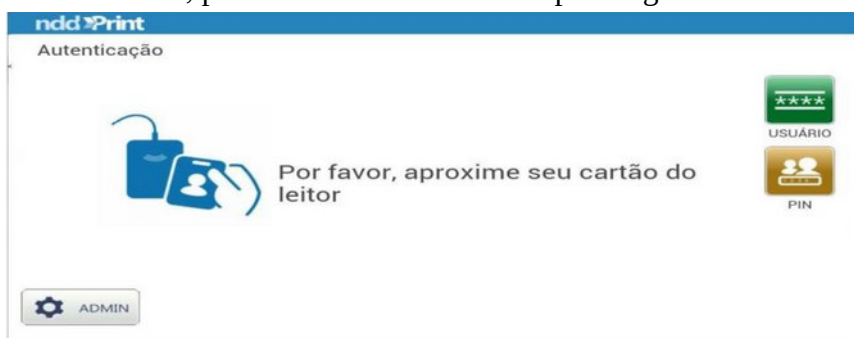 ndd Print
Autenticação
****
USUÁRIO
Por favor, aproxime seu cartão do
leitor
PIN
ADMIN